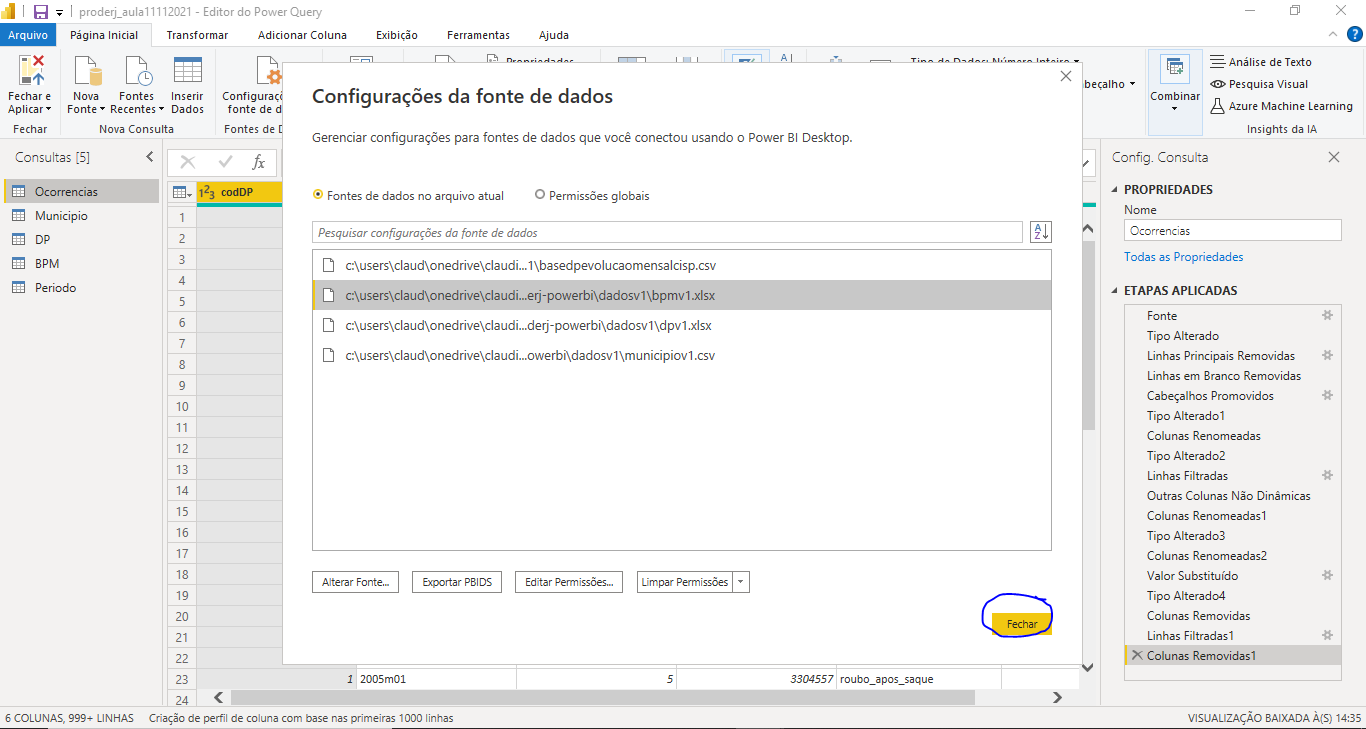 proderj_aula11112021 - Editor do Power Query
Arquivo
Página Inicial
Transformar
Adicionar Coluna
Exibição
Ferramentas
Ajuda
Fechar e Aplicar
Fechar
Nova Fonte
Fontes Recentes
Inserir Dados
Nova Consulta
Combinar
Análise de Texto
Pesquisa Visual
Azure Machine Learning
Insights da IA
Consultas [5]
Ocorrencias
Municipio
DP
BPM
Periodo
fx
123 codDP
1
2
3
4
5
6
7
8
9
10
11
12
13
14
15
16
17
18
19
20
21
22
23
1 2005m01 5 3304557 roubo_apos_saque
24
Configurações da fonte de dados
Gerenciar configurações para fontes de dados que você conectou usando o Power BI Desktop.
Fontes de dados no arquivo atual
Permissões globais
Pesquisar configurações da fonte de dados
AZ
c:\users\claud\onedrive\claudi...1\basedpevolucaomensalcisp.csv
c:\users\claud\onedrive\claudi...erj-powerbi\dadosv1\bpmv1.xlsx
c:\users\claud\onedrive\claudi...derj-powerbi\dadosv1\dpv1.xlsx
c:\users\claud\onedrive\claudi...owerbi\dadosv1\municipiov1.csv
Alterar Fonte...
Exportar PBIDS
Editar Permissões...
Limpar Permissões
Fechar
Config. Consulta
PROPRIEDADES
Nome
Ocorrencias
Todas as Propriedades
ETAPAS APLICADAS
Fonte
Tipo Alterado
Linhas Principais Removidas
Linhas em Branco Removidas
Cabeçalhos Promovidos
Tipo Alterado1
Colunas Renomeadas
Tipo Alterado2
Linhas Filtradas
Outras Colunas Não Dinâmicas
Colunas Renomeadas1
Tipo Alterado3
Colunas Renomeadas2
Valor Substituído
Tipo Alterado4
Colunas Removidas
Linhas Filtradas1
Colunas Removidas1
6 COLUNAS, 999+ LINHAS
Criação de perfil de coluna com base nas primeiras 1000 linhas
VISUALIZAÇÃO BAIXADA À(S) 14:35